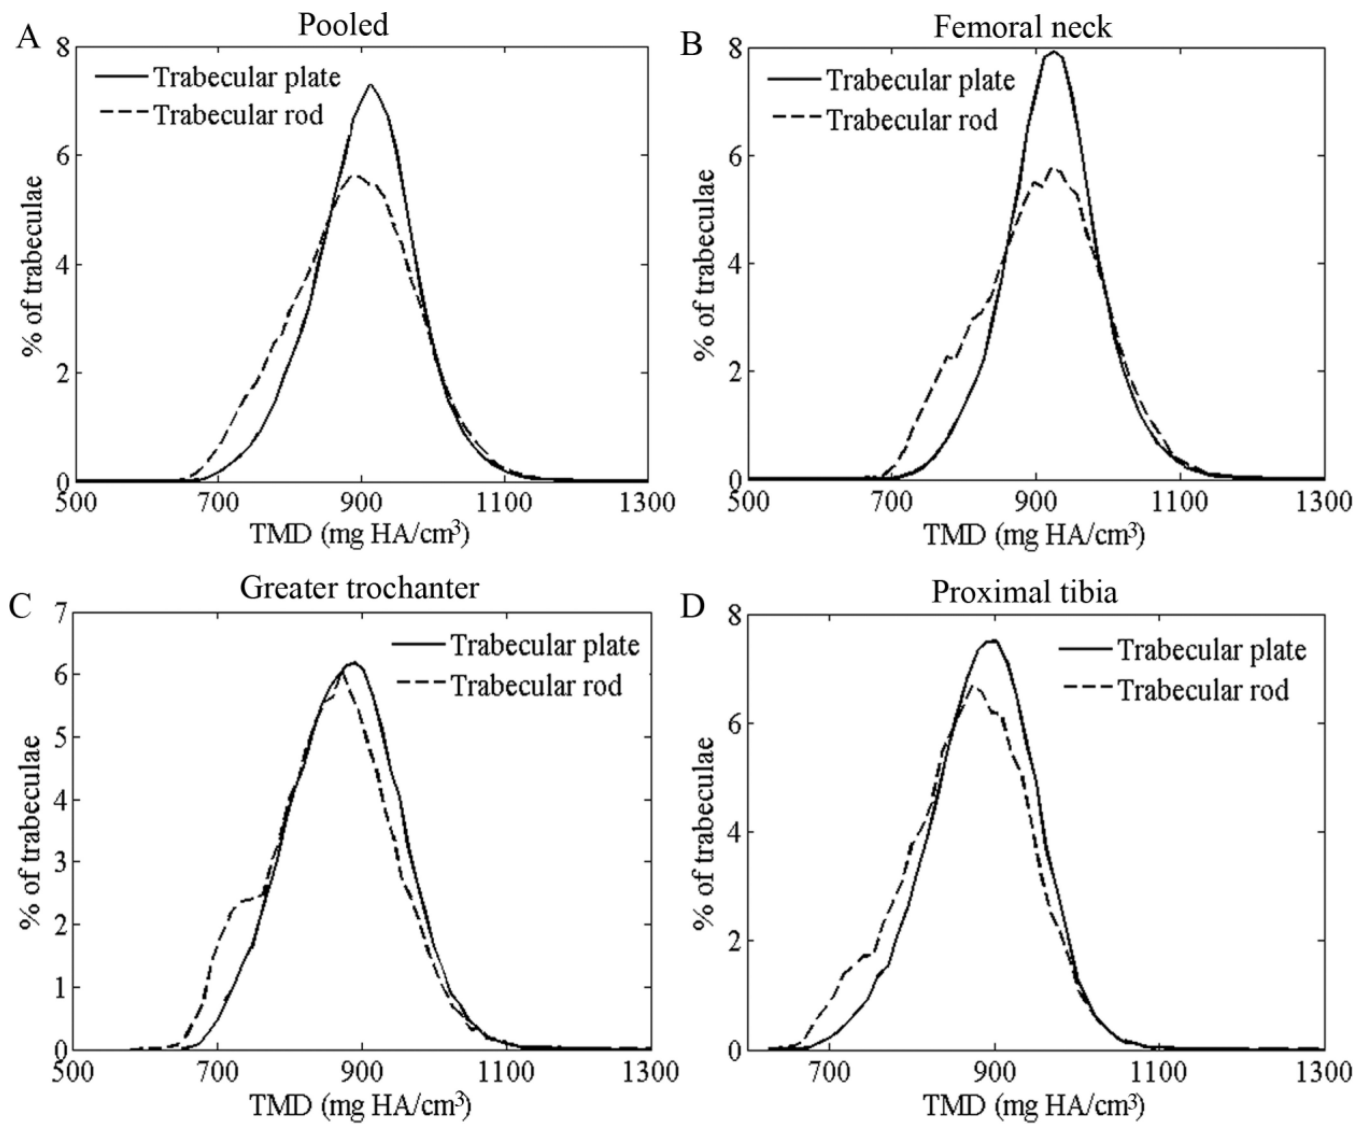 A
Pooled
8
6
4
2
0
% of trabeculae
Trabecular plate
Trabecular rod
500 700 900 1100 1300
TMD (mg HA/cm³)
B
Femoral neck
8
6
4
2
0
% of trabeculae
Trabecular plate
Trabecular rod
500 700 900 1100 1300
TMD (mg HA/cm³)
C
Greater trochanter
7
6
5
4
3
2
1
0
% of trabeculae
Trabecular plate
Trabecular rod
500 700 900 1100 1300
TMD (mg HA/cm³)
D
Proximal tibia
8
6
4
2
0
% of trabeculae
Trabecular plate
Trabecular rod
700 900 1100 1300
TMD (mg HA/cm³)